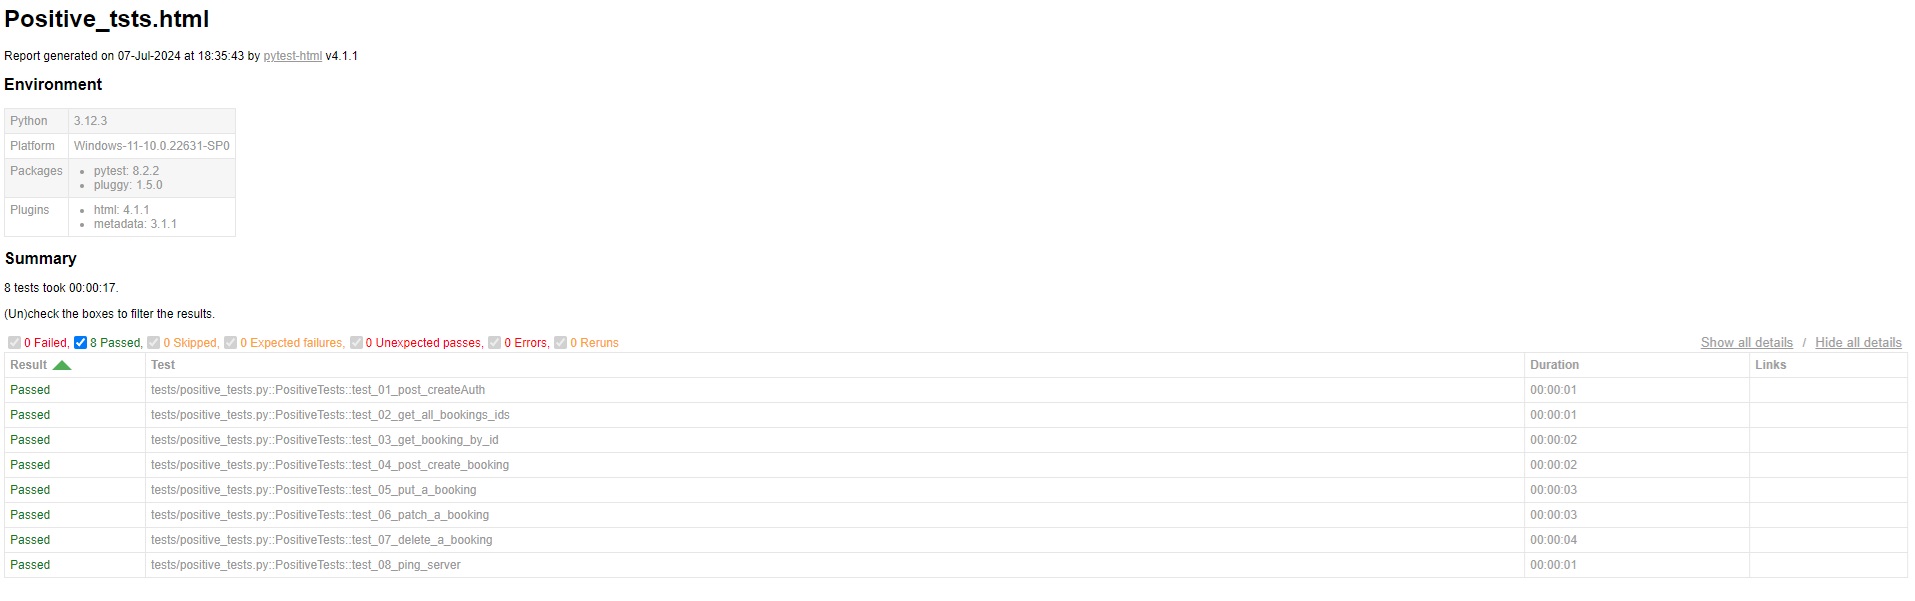 Positive_tsts.html
Report generated on 07-Jul-2024 at 18:35:43 by pytest-html v4.1.1
Environment
Python 3.12.3
Platform Windows-11-10.0.22631-SP0
Packages • pytest: 8.2.2
• pluggy: 1.5.0
Plugins • html: 4.1.1
• metadata: 3.1.1
Summary
8 tests took 00:00:17.
(Un)check the boxes to filter the results.
0 Failed, 8 Passed, 0 Skipped, 0 Expected failures, 0 Unexpected passes, 0 Errors, 0 Reruns Show all details / Hide all details
Result Test Duration Links
Passed tests/positive_tests.py::PositiveTests::test_01_post_createAuth 00:00:01
Passed tests/positive_tests.py::PositiveTests::test_02_get_all_bookings_ids 00:00:01
Passed tests/positive_tests.py::PositiveTests::test_03_get_booking_by_id 00:00:02
Passed tests/positive_tests.py::PositiveTests::test_04_post_create_booking 00:00:02
Passed tests/positive_tests.py::PositiveTests::test_05_put_a_booking 00:00:03
Passed tests/positive_tests.py::PositiveTests::test_06_patch_a_booking 00:00:03
Passed tests/positive_tests.py::PositiveTests::test_07_delete_a_booking 00:00:04
Passed tests/positive_tests.py::PositiveTests::test_08_ping_server 00:00:01